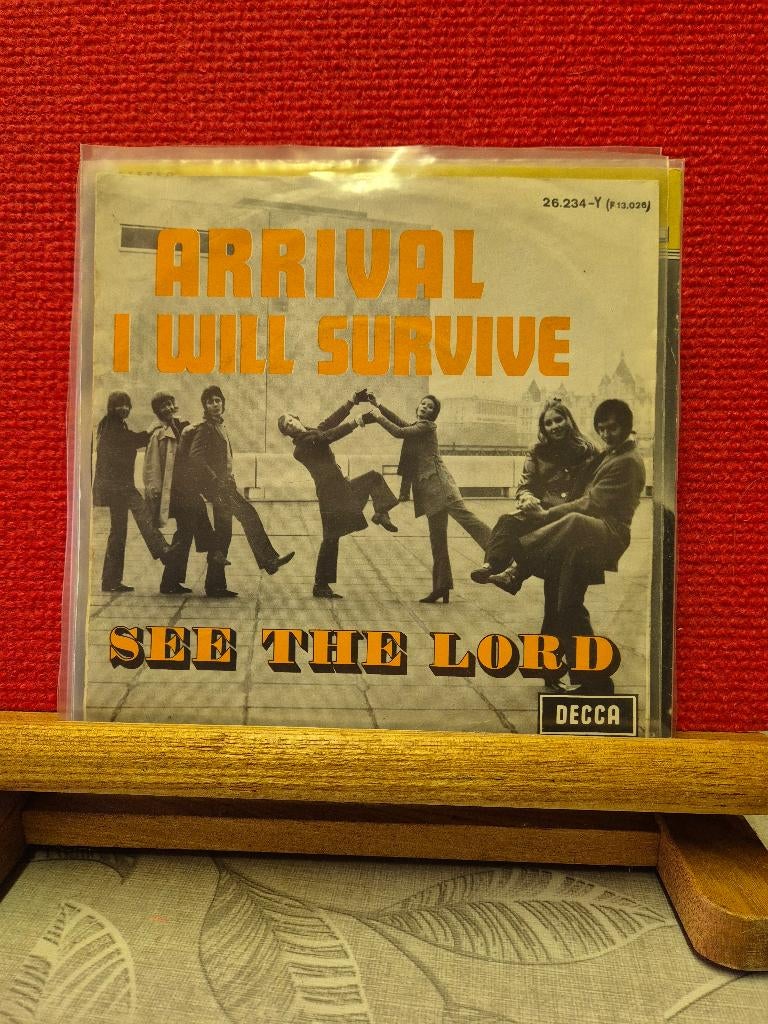 26.234-Y (F 13.026)
ARRIVAL
I WILL SURVIVE
SEE THE LORD
DECCA